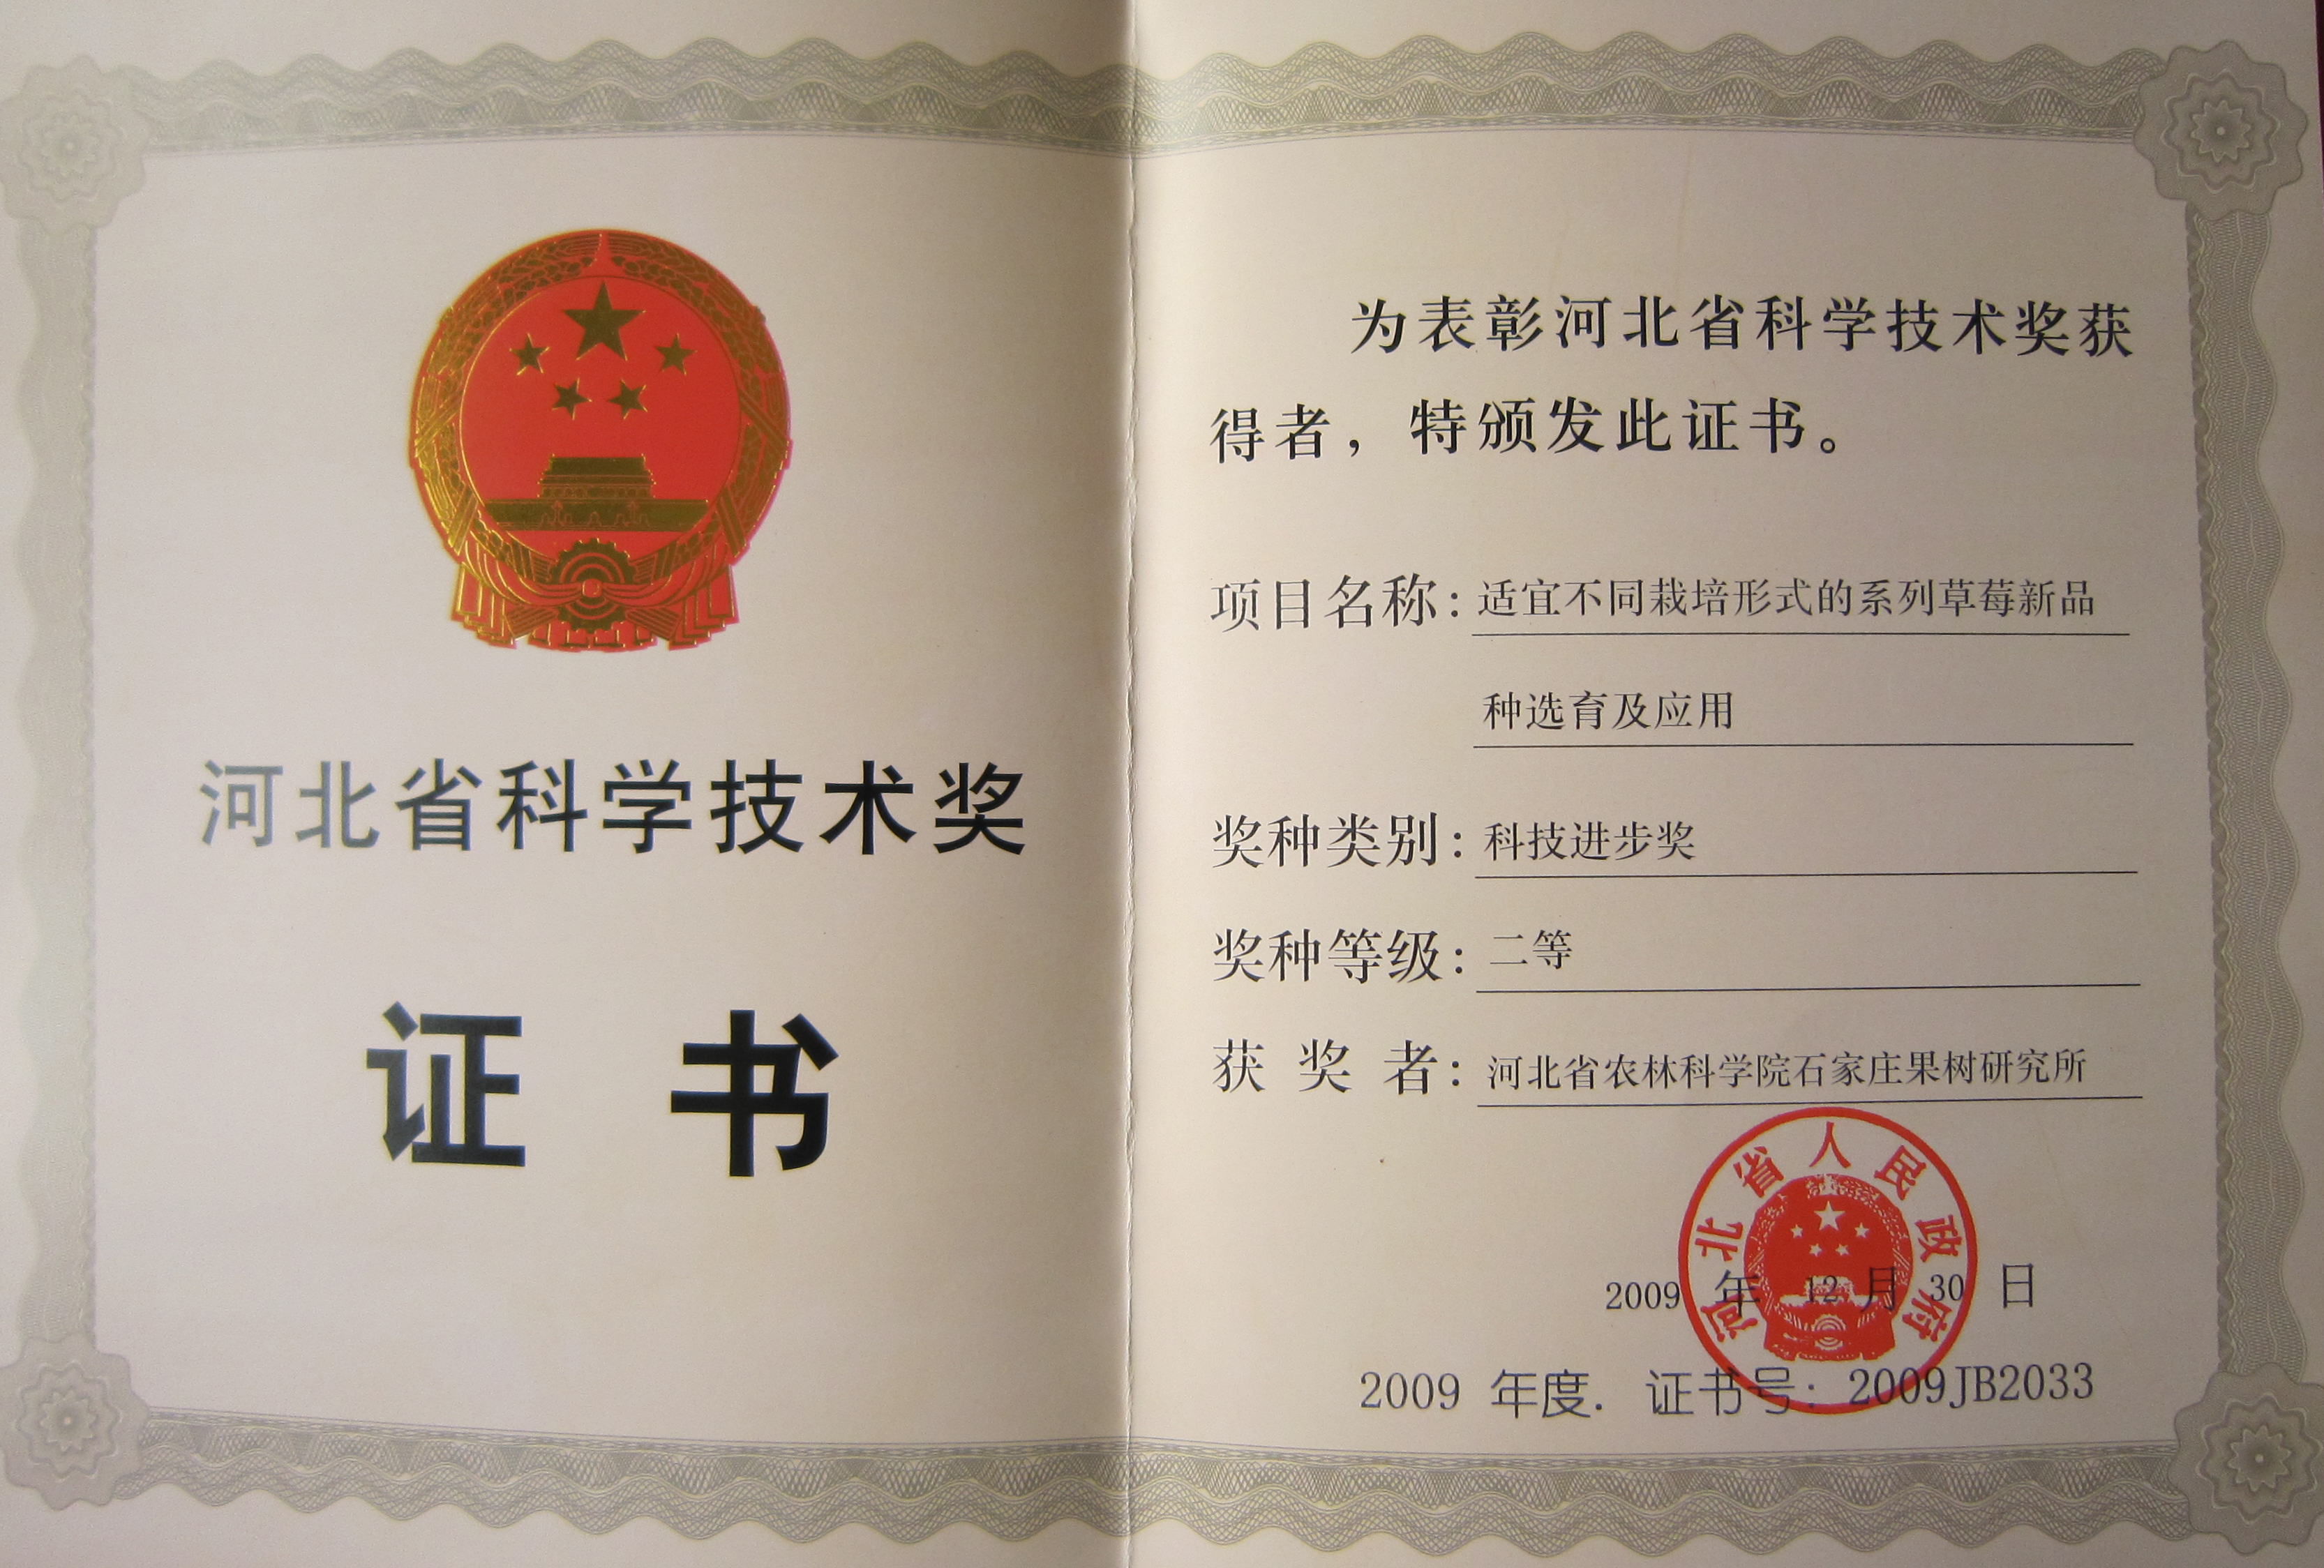 河北省科学技术奖
证书
为表彰河北省科学技术奖获
得者，特颁发此证书。
项目名称：适宜不同栽培形式的系列草莓新品
种选育及应用
奖种类别：科技进步奖
奖种等级：二等
获奖者：河北省农林科学院石家庄果树研究所
河北省人民政府
2009 年 12 月 30 日
2009 年度. 证书号：2009JB2033